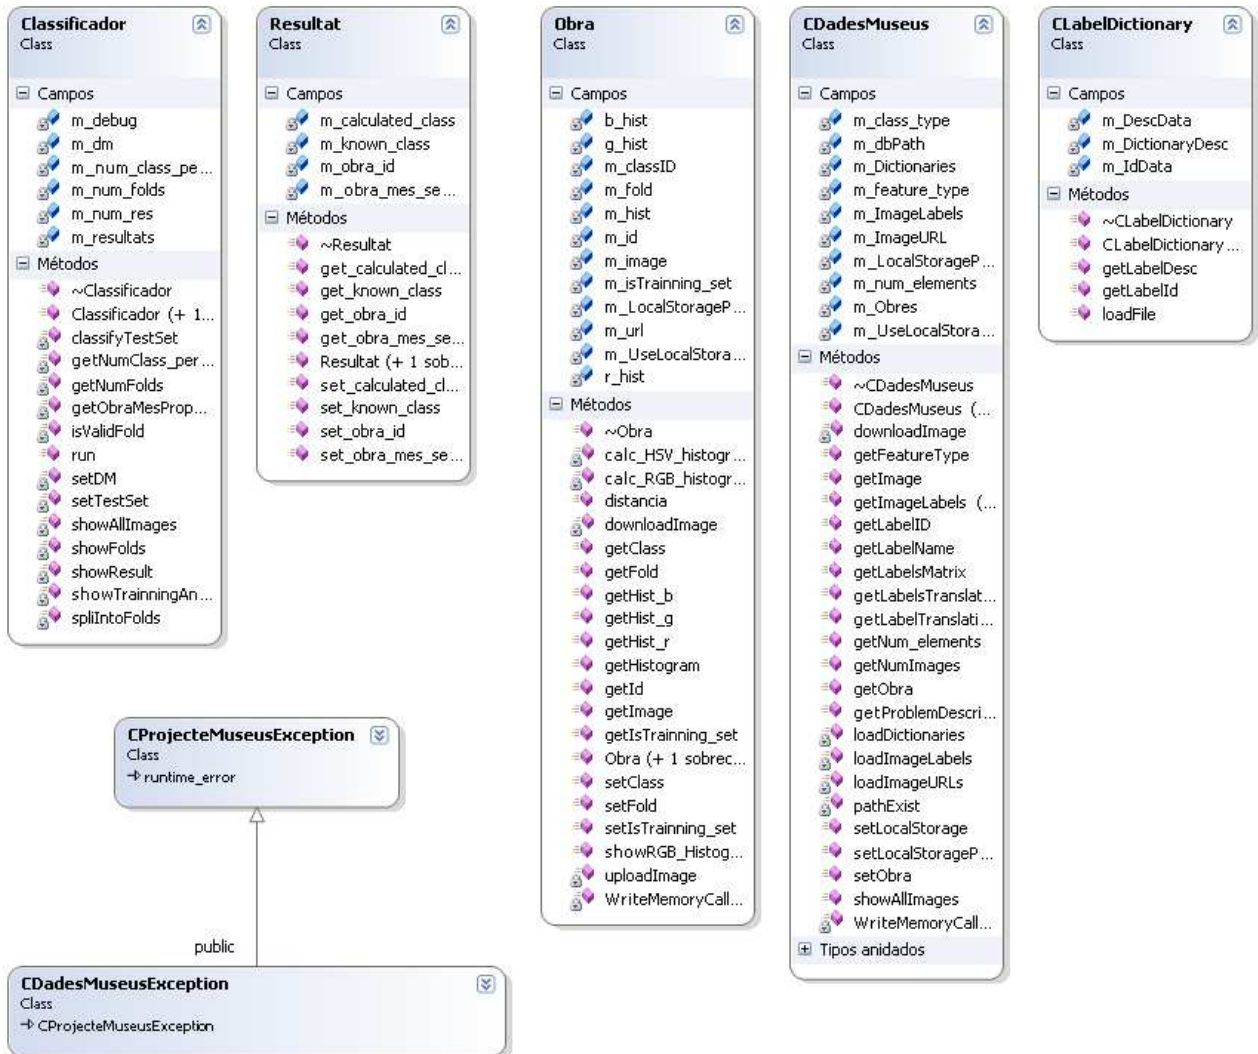 Classificador
Class
Campos
m_debug
m_dm
m_num_class_pe...
m_num_folds
m_num_res
m_resultats
Métodos
~Classificador
Classificador (+ 1...
classifyTestSet
getNumClass_per...
getNumFolds
getObraMesProp...
isValidFold
run
setDM
setTestSet
showAllImages
showFolds
showResult
showTrainningAn...
spliIntoFolds
Resultat
Class
Campos
m_calculated_class
m_known_class
m_obra_id
m_obra_mes_se...
Métodos
~Resultat
get_calculated_cl...
get_known_class
get_obra_id
get_obra_mes_se...
Resultat (+ 1 sob...
set_calculated_cl...
set_known_class
set_obra_id
set_obra_mes_se...
Obra
Class
Campos
b_hist
g_hist
m_classID
m_fold
m_hist
m_id
m_image
m_isTrainning_set
m_LocalStorageP...
m_url
m_UseLocalStora...
r_hist
Métodos
~Obra
calc_HSV_histogr...
calc_RGB_histogr...
distancia
downloadImage
getClass
getFold
getHist_b
getHist_g
getHist_r
getHistogram
getId
getImage
getIsTrainning_set
Obra (+ 1 sobrec...
setClass
setFold
setIsTrainning_set
showRGB_Histog...
uploadImage
WriteMemoryCall...
CDadesMuseus
Class
Campos
m_class_type
m_dbPath
m_Dictionaries
m_feature_type
m_ImageLabels
m_ImageURL
m_LocalStorageP...
m_num_elements
m_Obres
m_UseLocalStora...
Métodos
~CDadesMuseus
CDadesMuseus (...
downloadImage
getFeatureType
getImage
getImageLabels (...
getLabelID
getLabelName
getLabelsMatrix
getLabelsTranslat...
getLabelTranslati...
getNum_elements
getNumImages
getObra
getProblemDescri...
loadDictionaries
loadImageLabels
loadImageURLs
pathExist
setLocalStorage
setLocalStorageP...
setObra
showAllImages
WriteMemoryCall...
Tipos anidados
CLabelDictionary
Class
Campos
m_DescData
m_DictionaryDesc
m_IdData
Métodos
~CLabelDictionary
CLabelDictionary ...
getLabelDesc
getLabelId
loadFile
CProjecteMuseusException
Class
runtime_error
public
CDadesMuseusException
Class
CProjecteMuseusException